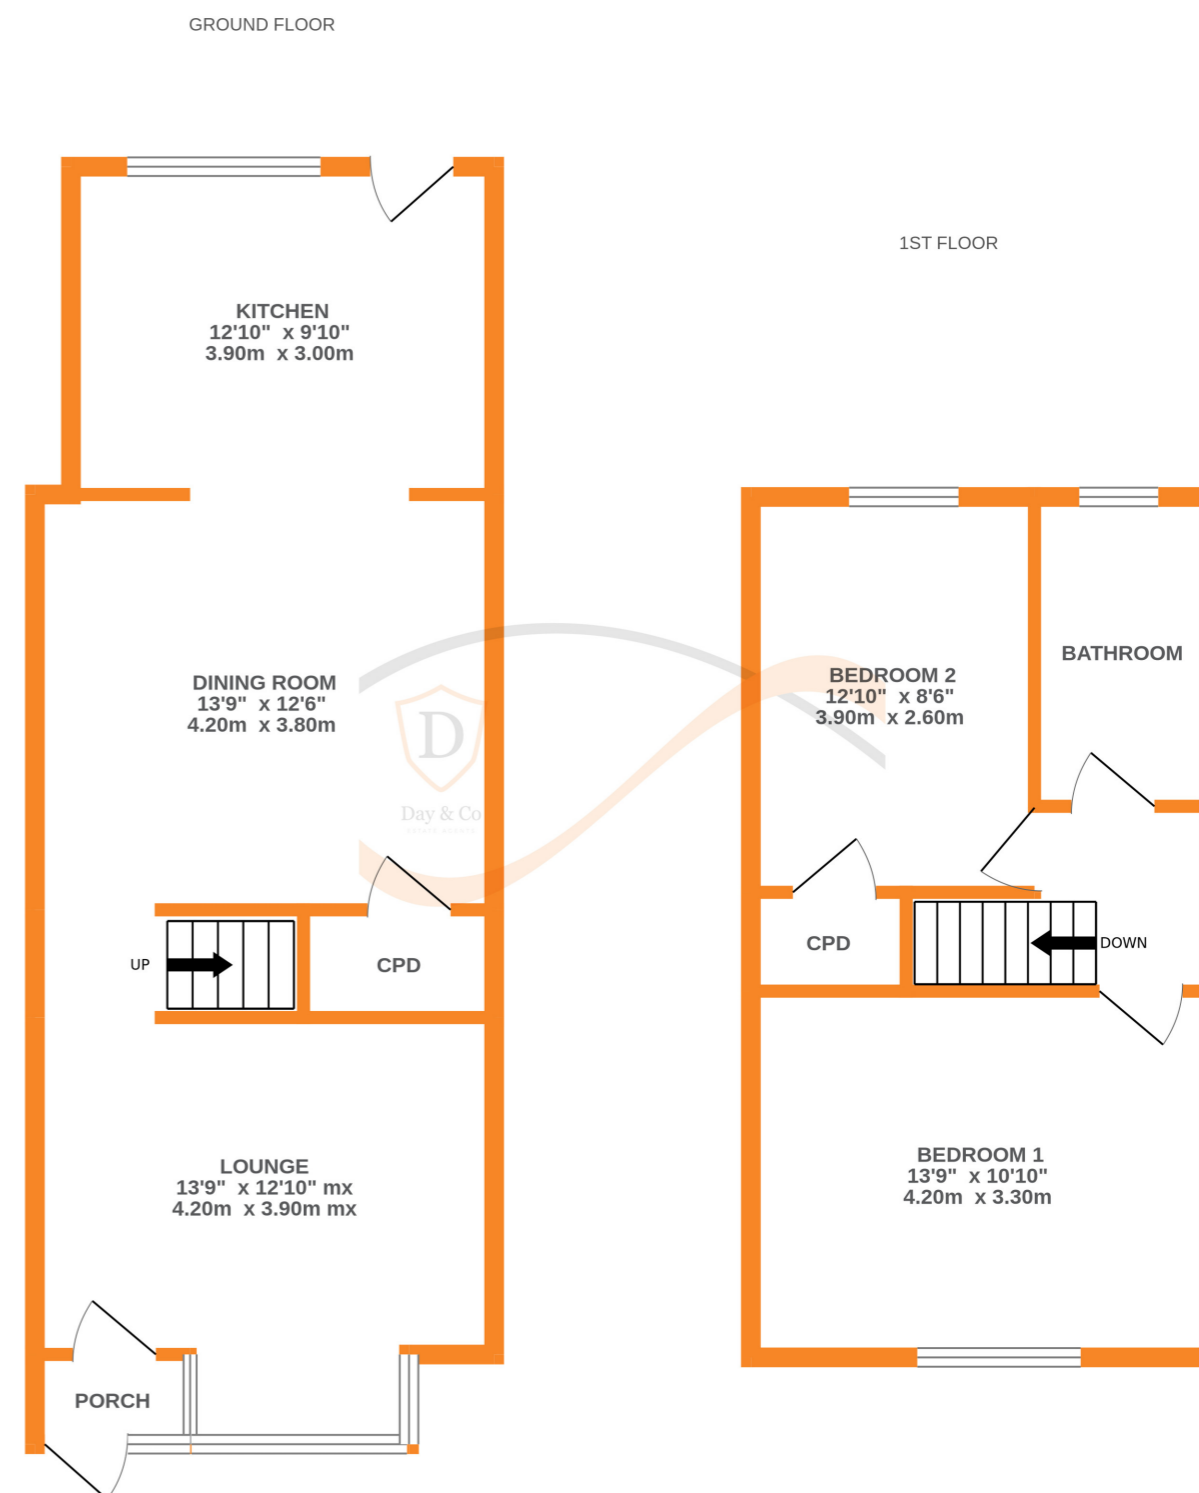 GROUND FLOOR
KITCHEN
12'10" x 9'10"
3.90m x 3.00m
DINING ROOM
13'9" x 12'6"
4.20m x 3.80m
D
Day & Co
ESTATE AGENTS
UP
CPD
LOUNGE
13'9" x 12'10" mx
4.20m x 3.90m mx
PORCH
1ST FLOOR
BEDROOM 2
12'10" x 8'6"
3.90m x 2.60m
BATHROOM
CPD
DOWN
BEDROOM 1
13'9" x 10'10"
4.20m x 3.30m